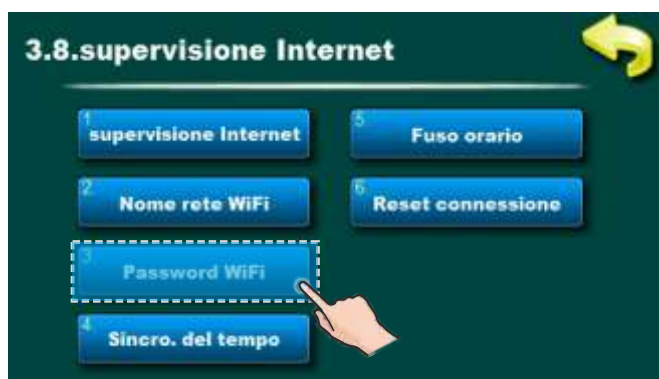 3.8.supervisione Internet
1
supervisione Internet
2
Nome rete WiFi
3
Password WiFi
4
Sincro. del tempo
5
Fuso orario
6
Reset connessione